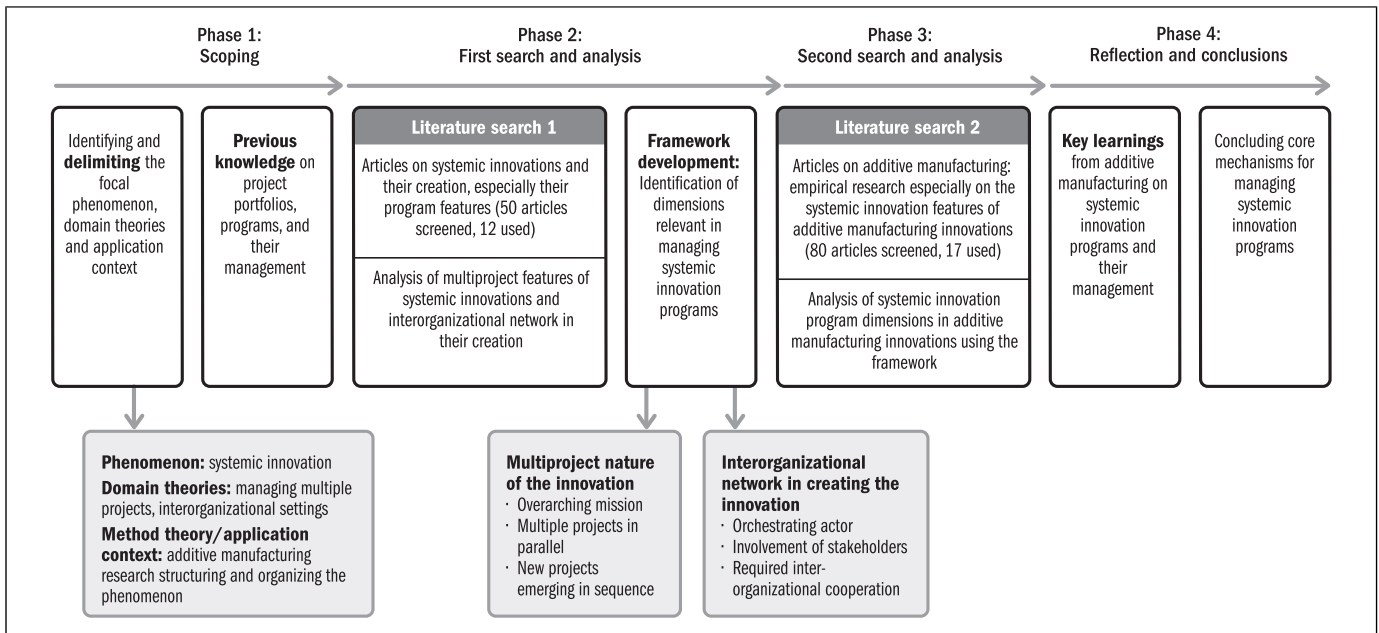 Phase 1:
Scoping
Phase 2:
First search and analysis
Phase 3:
Second search and analysis
Phase 4:
Reflection and conclusions
Identifying and
delimiting the
focal
phenomenon,
domain theories
and application
context
Previous
knowledge on
project
portfolios,
programs, and
their
management
Literature search 1
Articles on systemic innovations and
their creation, especially their
program features (50 articles
screened, 12 used)
Analysis of multiproject features of
systemic innovations and
interorganizational network in
their creation
Framework
development:
Identification of
dimensions
relevant in
managing
systemic
innovation
programs
Literature search 2
Articles on additive manufacturing:
empirical research especially on the
systemic innovation features of
additive manufacturing innovations
(80 articles screened, 17 used)
Analysis of systemic innovation
program dimensions in additive
manufacturing innovations using the
framework
Key learnings
from additive
manufacturing on
systemic
innovation
programs and
their
management
Concluding core
mechanisms for
managing
systemic
innovation
programs
Phenomenon: systemic innovation
Domain theories: managing multiple
projects, interorganizational settings
Method theory/application
context: additive manufacturing
research structuring and organizing the
phenomenon
Multiproject nature
of the innovation
· Overarching mission
· Multiple projects in
parallel
· New projects
emerging in sequence
Interorganizational
network in creating the
innovation
· Orchestrating actor
· Involvement of stakeholders
· Required inter-
organizational cooperation